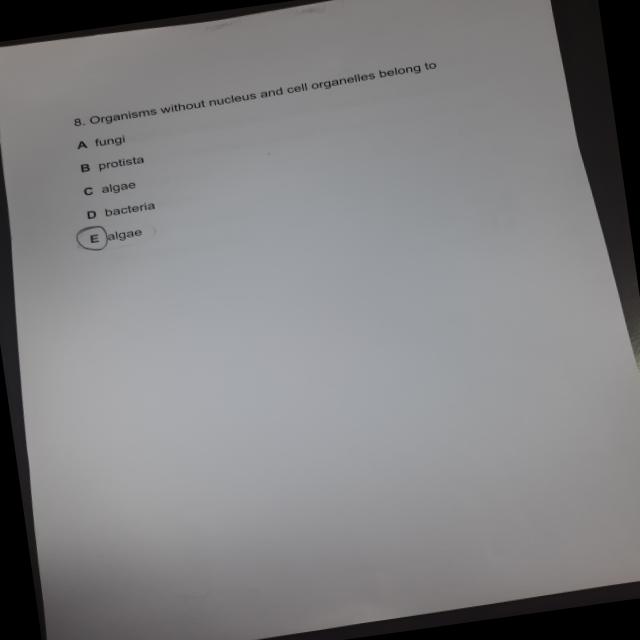 8. Organisms without nucleus and cell organelles belong to
A fungi
B protista
C algae
D bacteria
E algae